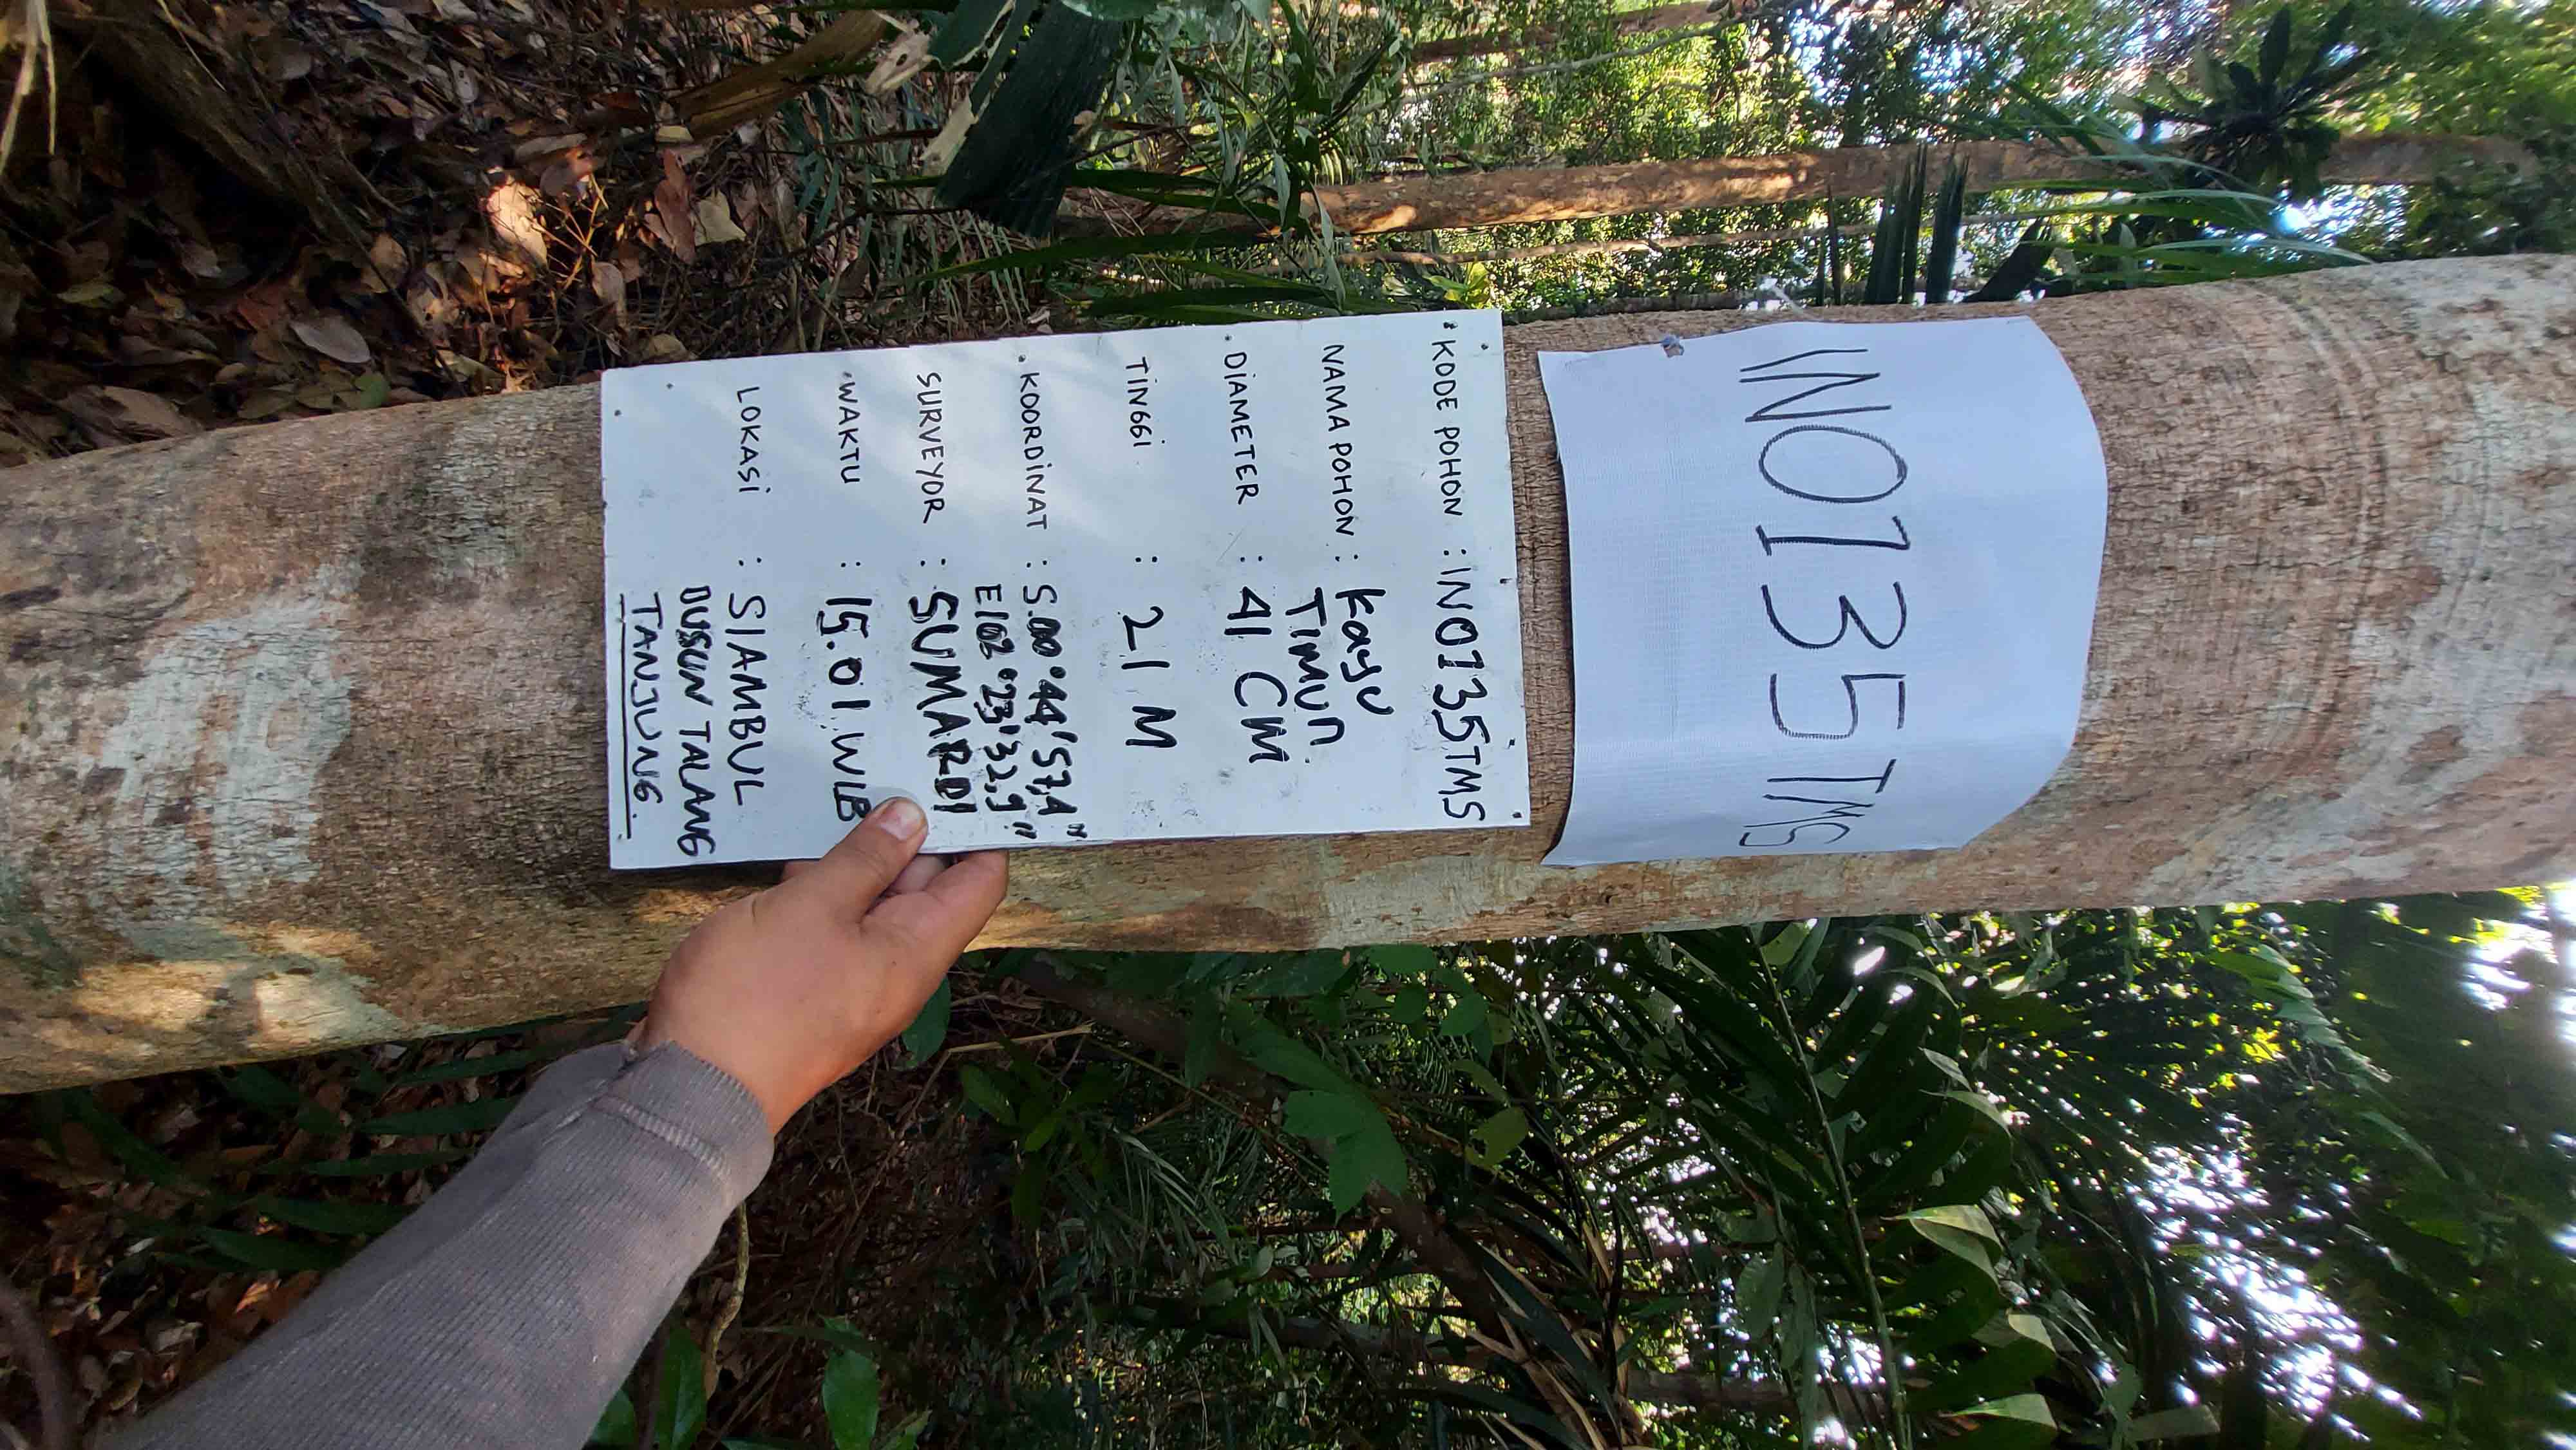 IN0135TMS
KODE POHON : IN0135TMS
NAMA POHON : Kayu
TIMUN.
DIAMETER : 41 CM
TINGGI : 21 M
KOORDINAT : S.00°44'57,4"
E102°23'32,9"
SURVEYOR : SUMARDI
WAKTU : 15.01 WIB
LOKASI : SIAMBUL
DUSUN TALANG
TANJUNG.